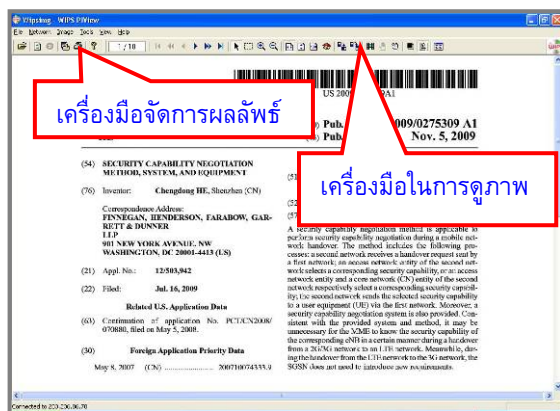 Wipsimg - WIPS PIView
File Network Image Tools View Help
1 / 10
เครื่องมือจัดการผลลัพธ์
US 2009
PA1
Pub.
009/0275309 A1
Pub.
Nov. 5, 2009
เครื่องมือในการดูภาพ
(54) SECURITY CAPABILITY NEGOTIATION
METHOD, SYSTEM, AND EQUIPMENT
(76) Inventor: Chengdong HE, Shenzhen (CN)
Correspondence Address:
FINNEGAN, HENDERSON, FARABOW, GAR-
RETT & DUNNER
LLP
901 NEW YORK AVENUE, NW
WASHINGTON, DC 20001-4413 (US)
(21) Appl. No.: 12/503,942
(22) Filed: Jul. 16, 2009
Related U.S. Application Data
(63) Continuation of application No. PCT/CN2008/
070880, filed on May 5, 2008.
(30) Foreign Application Priority Data
May 8, 2007 (CN) ........................ 200710074333.9
(51
(52
(57
A security capability negotiation method is applicable to
perform security capability negotiation during a mobile net-
work handover. The method includes the following pro-
cesses: a second network receives a handover request sent by
a first network; an access network entity of the second net-
work selects a corresponding security capability, or an access
network entity and a core network (CN) entity of the second
network respectively select a corresponding security capabil-
ity; the second network sends the selected security capability
to a user equipment (UE) via the first network. Moreover, a
security capability negotiation system is also provided. Con-
sistent with the provided system and method, it may be
unnecessary for the MME to know the security capability of
the corresponding eNB in a certain manner during a handover
from a 2G/3G network to an LTE network. Meanwhile, dur-
ing the handover from the LTE network to the 3G network, the
SGSN does not need to introduce new requirements.